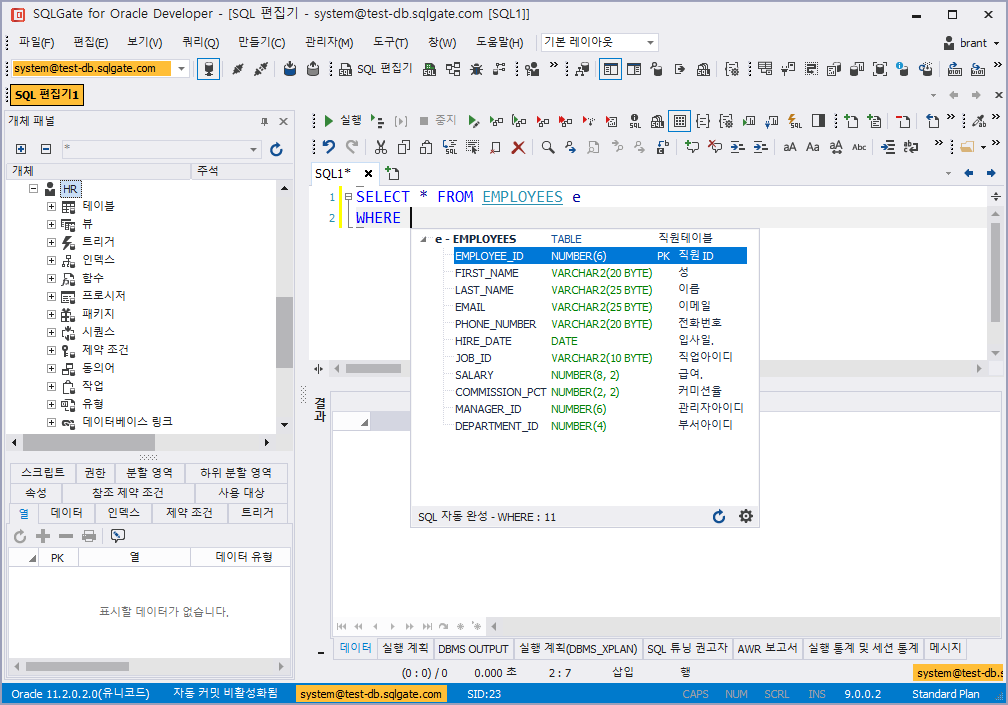 SQLGate for Oracle Developer - [SQL 편집기 - system@test-db.sqlgate.com [SQL1]]
파일(F) 편집(E) 보기(V) 쿼리(Q) 만들기(C) 관리자(M) 도구(T) 창(W) 도움말(H) 기본 레이아웃 brant
system@test-db.sqlgate.com SQL 편집기
SQL 편집기1
개체 패널
실행 중지
*
개체 주석
SQL1*
HR
테이블
뷰
트리거
인덱스
함수
프로시저
패키지
시퀀스
제약 조건
동의어
작업
유형
데이터베이스 링크
1 SELECT * FROM EMPLOYEES e
2 WHERE
e - EMPLOYEES TABLE 직원테이블
EMPLOYEE_ID NUMBER(6) PK 직원 ID
FIRST_NAME VARCHAR2(20 BYTE) 성
LAST_NAME VARCHAR2(25 BYTE) 이름
EMAIL VARCHAR2(25 BYTE) 이메일
PHONE_NUMBER VARCHAR2(20 BYTE) 전화번호
HIRE_DATE DATE 입사일.
JOB_ID VARCHAR2(10 BYTE) 직업아이디
SALARY NUMBER(8, 2) 급여.
COMMISSION_PCT NUMBER(2, 2) 커미션율
MANAGER_ID NUMBER(6) 관리자아이디
DEPARTMENT_ID NUMBER(4) 부서아이디
SQL 자동 완성 - WHERE : 11
결과
스크립트 권한 분할 영역 하위 분할 영역
속성 참조 제약 조건 사용 대상
열 데이터 인덱스 제약 조건 트리거
PK 열 데이터 유형
표시할 데이터가 없습니다.
데이터 실행 계획 DBMS OUTPUT 실행 계획(DBMS_XPLAN) SQL 튜닝 권고자 AWR 보고서 실행 통계 및 세션 통계 메시지
(0 : 0) / 0 0.000 초 2 : 7 삽입 행 system@test-db.s
Oracle 11.2.0.2.0(유니코드) 자동 커밋 비활성화됨 system@test-db.sqlgate.com SID:23 CAPS NUM SCRL INS 9.0.0.2 Standard Plan